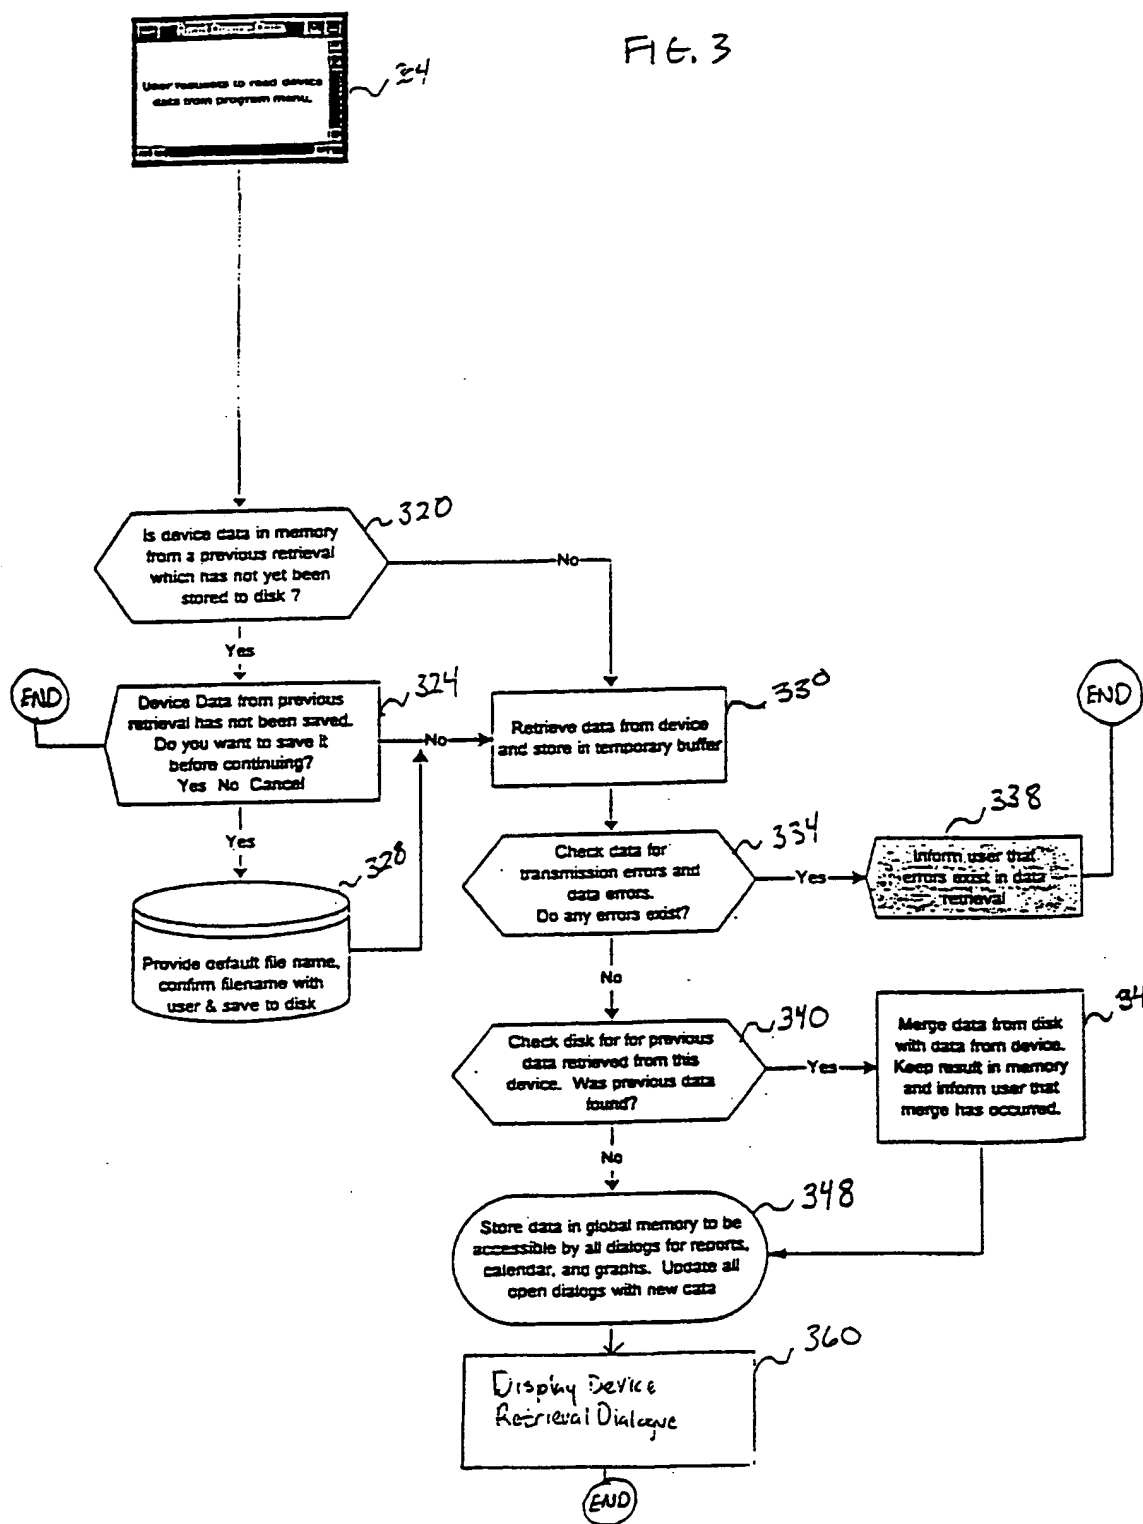 FIG. 3
Read Device Data
User requests to read device
data from program menu.
34
320
Is device data in memory
from a previous retrieval
which has not yet been
stored to disk ?
No
Yes
END
324
Device Data from previous
retrieval has not been saved.
Do you want to save it
before continuing?
Yes No Cancel
No
330
Retrieve data from device
and store in temporary buffer
END
Yes
328
Provide default file name,
confirm filename with
user & save to disk
334
Check data for
transmission errors and
data errors.
Do any errors exist?
Yes
338
Inform user that
errors exist in data
retrieval
No
340
Check disk for for previous
data retrieved from this
device. Was previous data
found?
Yes
34
Merge data from disk
with data from device.
Keep result in memory
and inform user that
merge has occurred.
No
348
Store data in global memory to be
accessible by all dialogs for reports,
calendar, and graphs. Update all
open dialogs with new data
360
Display Device
Retrieval Dialogue
END